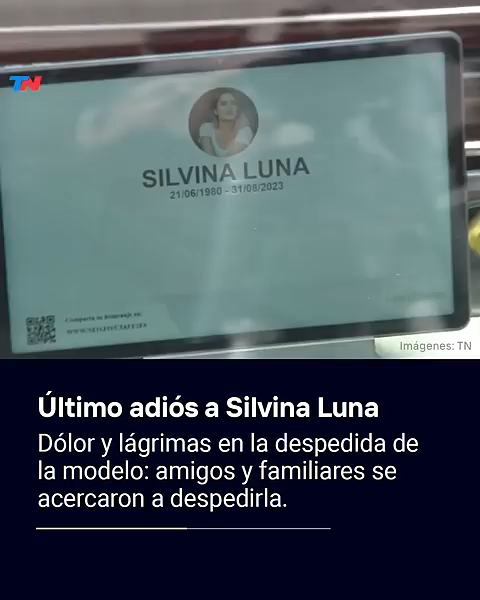 TN
SILVINA LUNA
21/06/1980 - 31/08/2023
Imágenes: TN
Último adiós a Silvina Luna
Dólor y lágrimas en la despedida de
la modelo: amigos y familiares se
acercaron a despedirla.